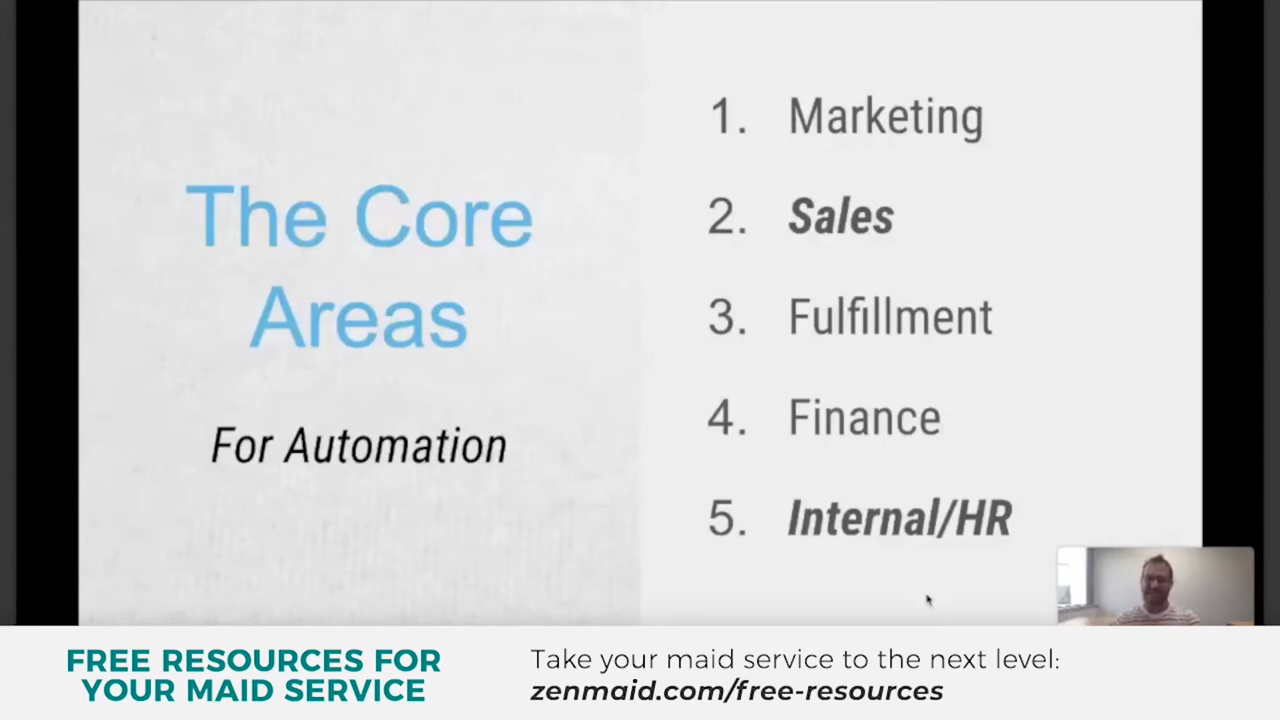 The Core
Areas
For Automation
1. Marketing
2. Sales
3. Fulfillment
4. Finance
5. Internal/HR
FREE RESOURCES FOR
YOUR MAID SERVICE
Take your maid service to the next level:
zenmaid.com/free-resources